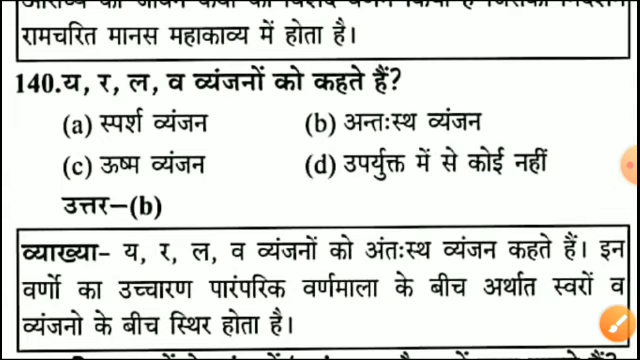 रामचरित मानस महाकाव्य में होता है।
140.य, र, ल, व व्यंजनों को कहते हैं?
(a) स्पर्श व्यंजन (b) अन्तःस्थ व्यंजन
(c) ऊष्म व्यंजन (d) उपर्युक्त में से कोई नहीं
उत्तर–(b)
व्याख्या- य, र, ल, व व्यंजनों को अंतःस्थ व्यंजन कहते हैं। इन
वर्णो का उच्चारण पारंपरिक वर्णमाला के बीच अर्थात स्वरों व
व्यंजनो के बीच स्थिर होता है।